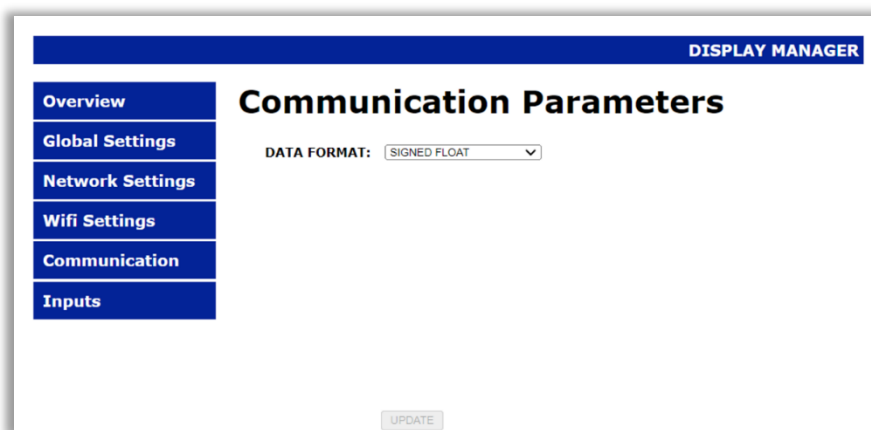 DISPLAY MANAGER
Overview
Global Settings
Network Settings
Wifi Settings
Communication
Inputs
Communication Parameters
DATA FORMAT: SIGNED FLOAT
UPDATE